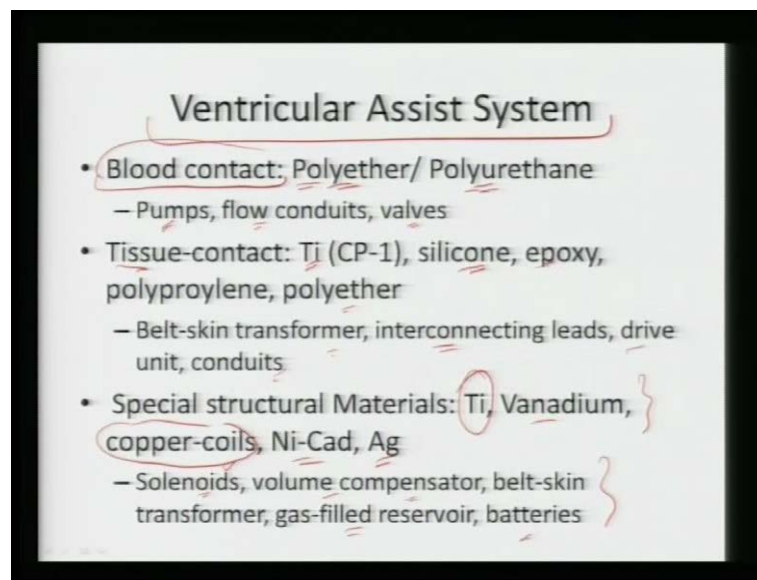 Ventricular Assist System
• Blood contact: Polyether/ Polyurethane
– Pumps, flow conduits, valves
• Tissue-contact: Ti (CP-1), silicone, epoxy,
polyproylene, polyether
– Belt-skin transformer, interconnecting leads, drive
unit, conduits
• Special structural Materials: Ti, Vanadium,
copper-coils, Ni-Cad, Ag
– Solenoids, volume compensator, belt-skin
transformer, gas-filled reservoir, batteries